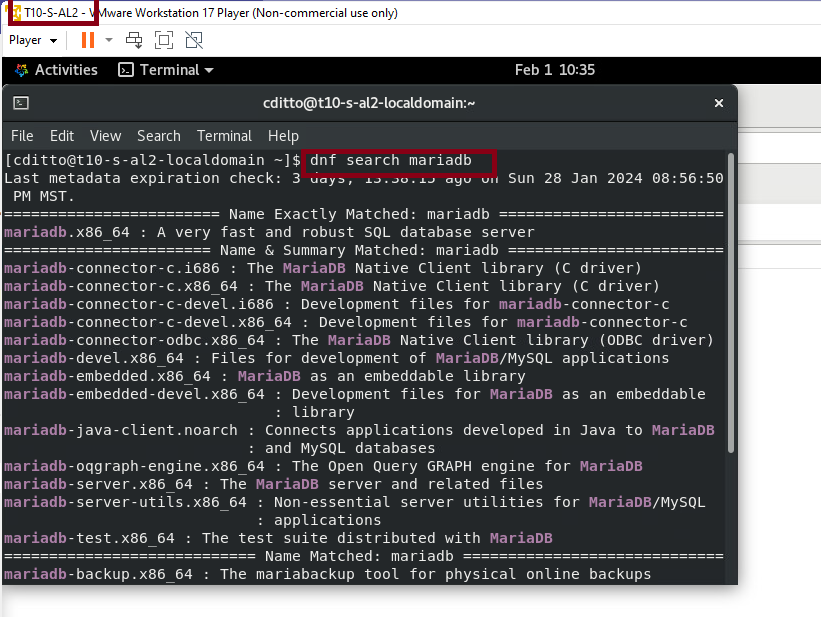 T10-S-AL2 - VMware Workstation 17 Player (Non-commercial use only)
Player
Activities Terminal Feb 1 10:35
cditto@t10-s-al2-localdomain:~
File Edit View Search Terminal Help
[cditto@t10-s-al2-localdomain ~]$ dnf search mariadb
Last metadata expiration check: 3 days, 13:38:15 ago on Sun 28 Jan 2024 08:56:50
PM MST.
======================== Name Exactly Matched: mariadb =========================
mariadb.x86_64 : A very fast and robust SQL database server
======================= Name & Summary Matched: mariadb ========================
mariadb-connector-c.i686 : The MariaDB Native Client library (C driver)
mariadb-connector-c.x86_64 : The MariaDB Native Client library (C driver)
mariadb-connector-c-devel.i686 : Development files for mariadb-connector-c
mariadb-connector-c-devel.x86_64 : Development files for mariadb-connector-c
mariadb-connector-odbc.x86_64 : The MariaDB Native Client library (ODBC driver)
mariadb-devel.x86_64 : Files for development of MariaDB/MySQL applications
mariadb-embedded.x86_64 : MariaDB as an embeddable library
mariadb-embedded-devel.x86_64 : Development files for MariaDB as an embeddable
: library
mariadb-java-client.noarch : Connects applications developed in Java to MariaDB
: and MySQL databases
mariadb-oqgraph-engine.x86_64 : The Open Query GRAPH engine for MariaDB
mariadb-server.x86_64 : The MariaDB server and related files
mariadb-server-utils.x86_64 : Non-essential server utilities for MariaDB/MySQL
: applications
mariadb-test.x86_64 : The test suite distributed with MariaDB
============================ Name Matched: mariadb =============================
mariadb-backup.x86_64 : The mariabackup tool for physical online backups